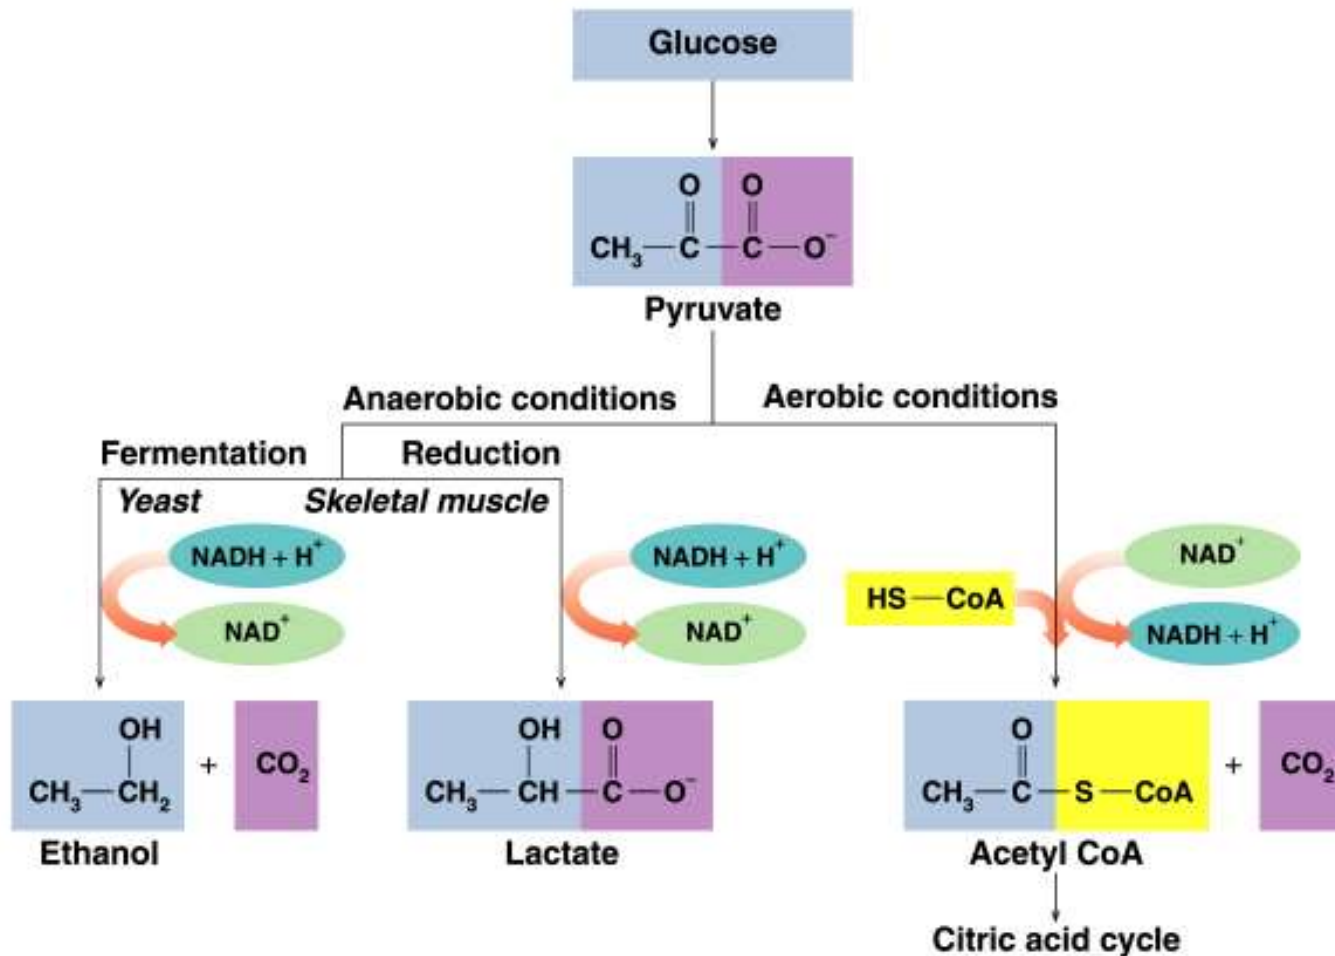 Glucose
O O
CH₃—C—C—O⁻
Pyruvate
Anaerobic conditions
Aerobic conditions
Fermentation
Reduction
Yeast
Skeletal muscle
NADH + H⁺
NAD⁺
NADH + H⁺
NAD⁺
HS—CoA
NAD⁺
NADH + H⁺
OH
CH₃—CH₂
+ CO₂
Ethanol
OH O
CH₃—CH—C—O⁻
Lactate
O
CH₃—C—S—CoA
+ CO₂
Acetyl CoA
Citric acid cycle